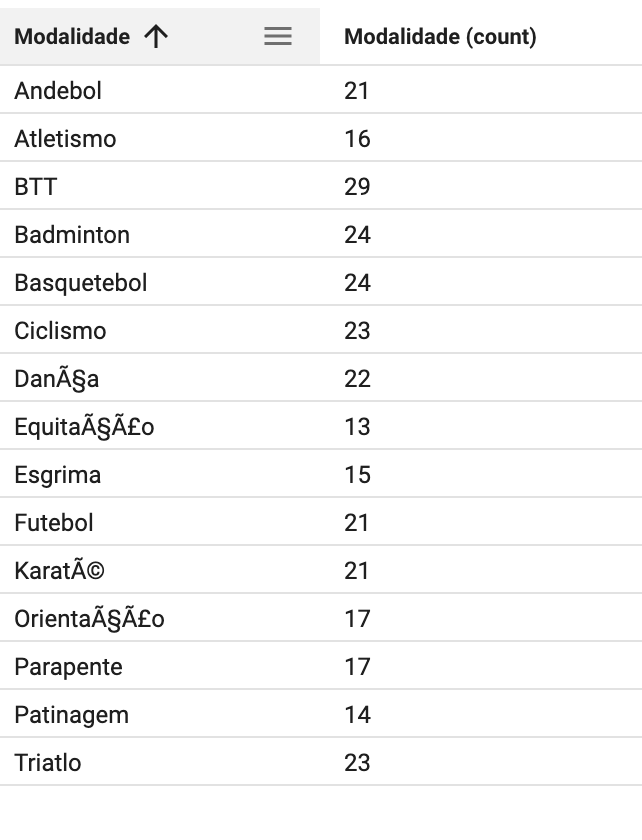 Modalidade Modalidade (count)
Andebol 21
Atletismo 16
BTT 29
Badminton 24
Basquetebol 24
Ciclismo 23
DanÃ§a 22
EquitaÃ§Ã£o 13
Esgrima 15
Futebol 21
KaratÃ© 21
OrientaÃ§Ã£o 17
Parapente 17
Patinagem 14
Triatlo 23